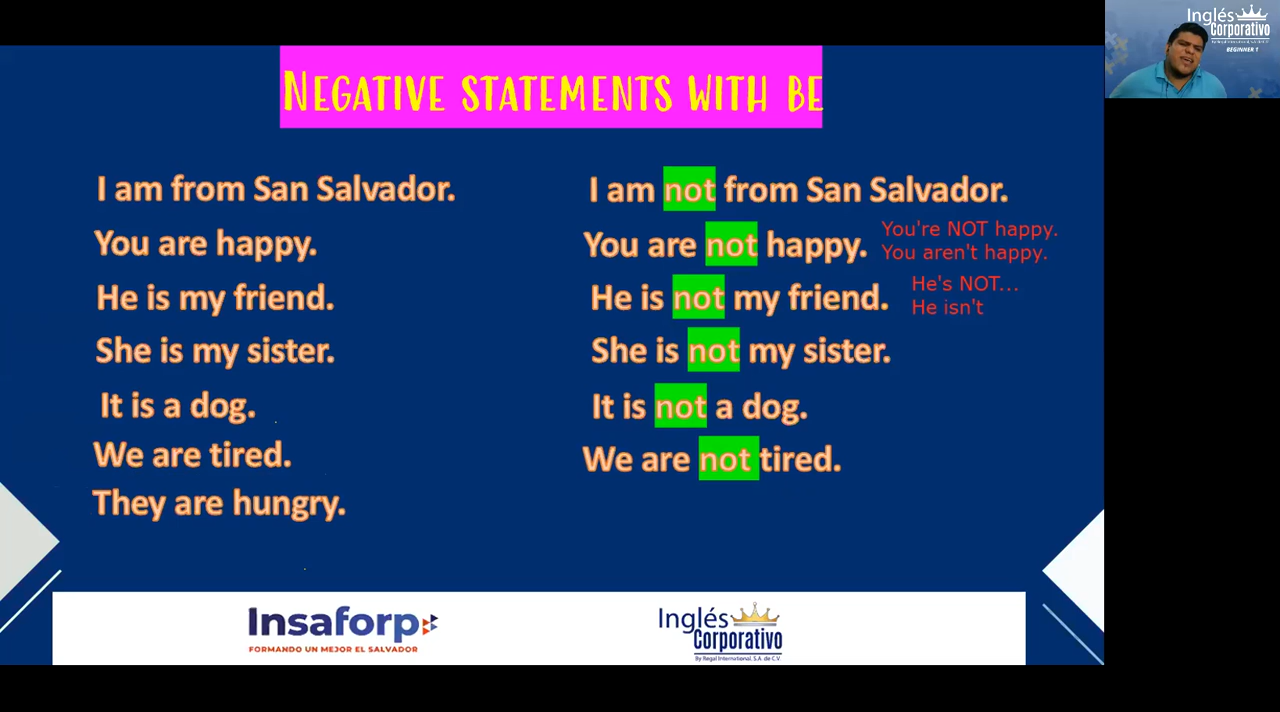 NEGATIVE STATEMENTS WITH BE
I am from San Salvador.
You are happy.
He is my friend.
She is my sister.
It is a dog.
We are tired.
They are hungry.
I am not from San Salvador.
You are not happy.
You're NOT happy.
You aren't happy.
He is not my friend.
He's NOT...
He isn't
She is not my sister.
It is not a dog.
We are not tired.
Insaforp
FORMANDO UN MEJOR EL SALVADOR
Inglés
Corporativo
By Regal International, S.A. de C.V.
Inglés
Corporativo
BEGINNER 1